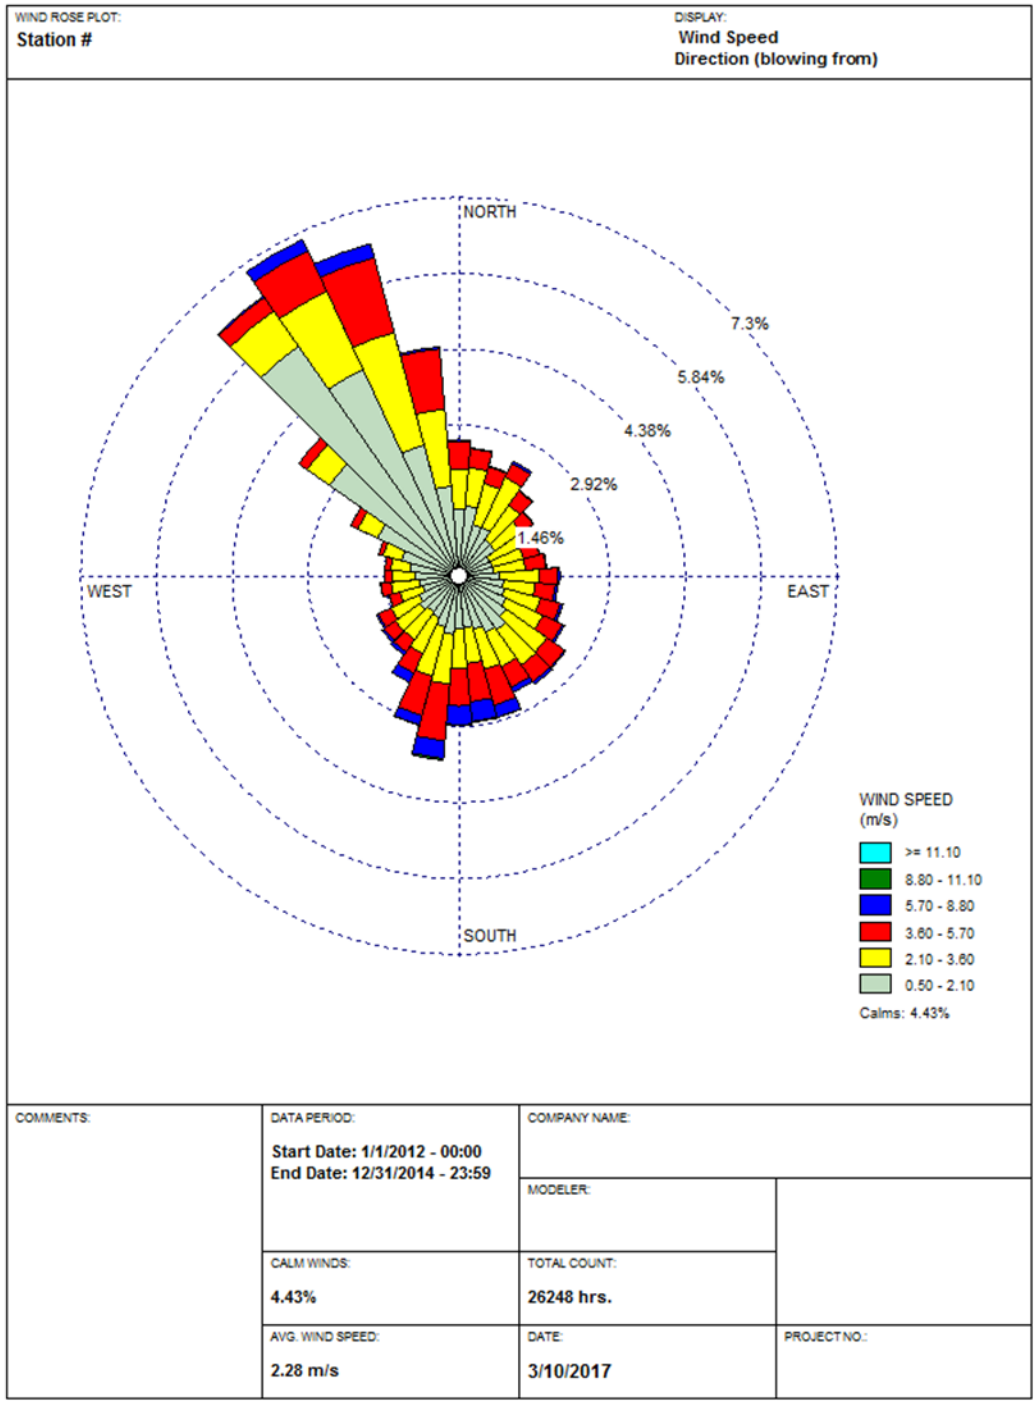 WIND ROSE PLOT:
Station #
DISPLAY:
Wind Speed
Direction (blowing from)
NORTH
7.3%
5.84%
4.38%
2.92%
1.46%
WEST
EAST
SOUTH
WIND SPEED
(m/s)
>= 11.10
8.80 - 11.10
5.70 - 8.80
3.60 - 5.70
2.10 - 3.60
0.50 - 2.10
Calms: 4.43%
COMMENTS:
DATA PERIOD:
Start Date: 1/1/2012 - 00:00
End Date: 12/31/2014 - 23:59
COMPANY NAME:
MODELER:
CALM WINDS:
4.43%
TOTAL COUNT:
26248 hrs.
AVG. WIND SPEED:
2.28 m/s
DATE:
3/10/2017
PROJECT NO.: